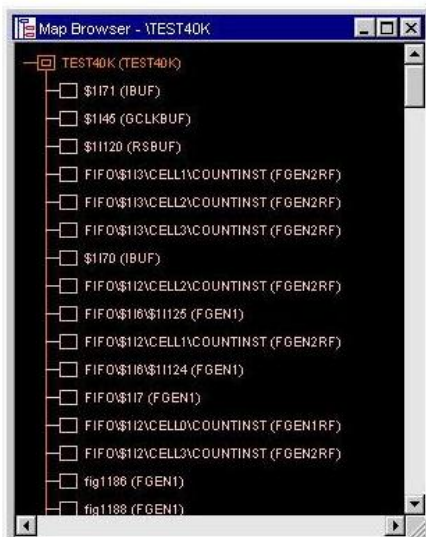 Map Browser - \TEST40K
TEST40K (TEST40K)
$1I71 (IBUF)
$1I45 (GCLKBUF)
$1I120 (RSBUF)
FIFO\$1I3\CELL1\COUNTINST (FGEN2RF)
FIFO\$1I3\CELL2\COUNTINST (FGEN2RF)
FIFO\$1I3\CELL3\COUNTINST (FGEN2RF)
$1I70 (IBUF)
FIFO\$1I2\CELL2\COUNTINST (FGEN2RF)
FIFO\$1I6\$1I125 (FGEN1)
FIFO\$1I2\CELL1\COUNTINST (FGEN2RF)
FIFO\$1I6\$1I124 (FGEN1)
FIFO\$1I7 (FGEN1)
FIFO\$1I2\CELL0\COUNTINST (FGEN1RF)
FIFO\$1I2\CELL3\COUNTINST (FGEN2RF)
fig1186 (FGEN1)
fig1188 (FGEN1)